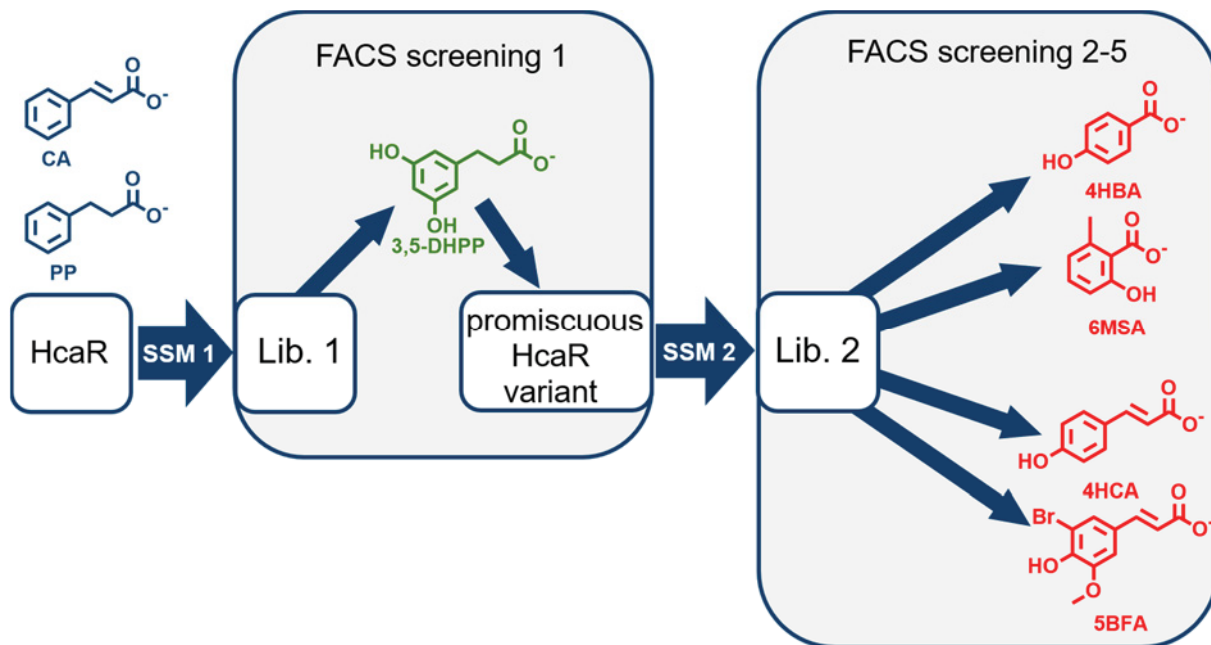 FACS screening 1
FACS screening 2-5
O
O-
CA
O
O-
PP
HO
O
O-
OH
3,5-DHPP
O
O-
HO
4HBA
O
O-
OH
6MSA
HcaR
SSM 1
Lib. 1
promiscuous
HcaR
variant
SSM 2
Lib. 2
O
O-
HO
4HCA
Br
O
O-
HO
O
5BFA